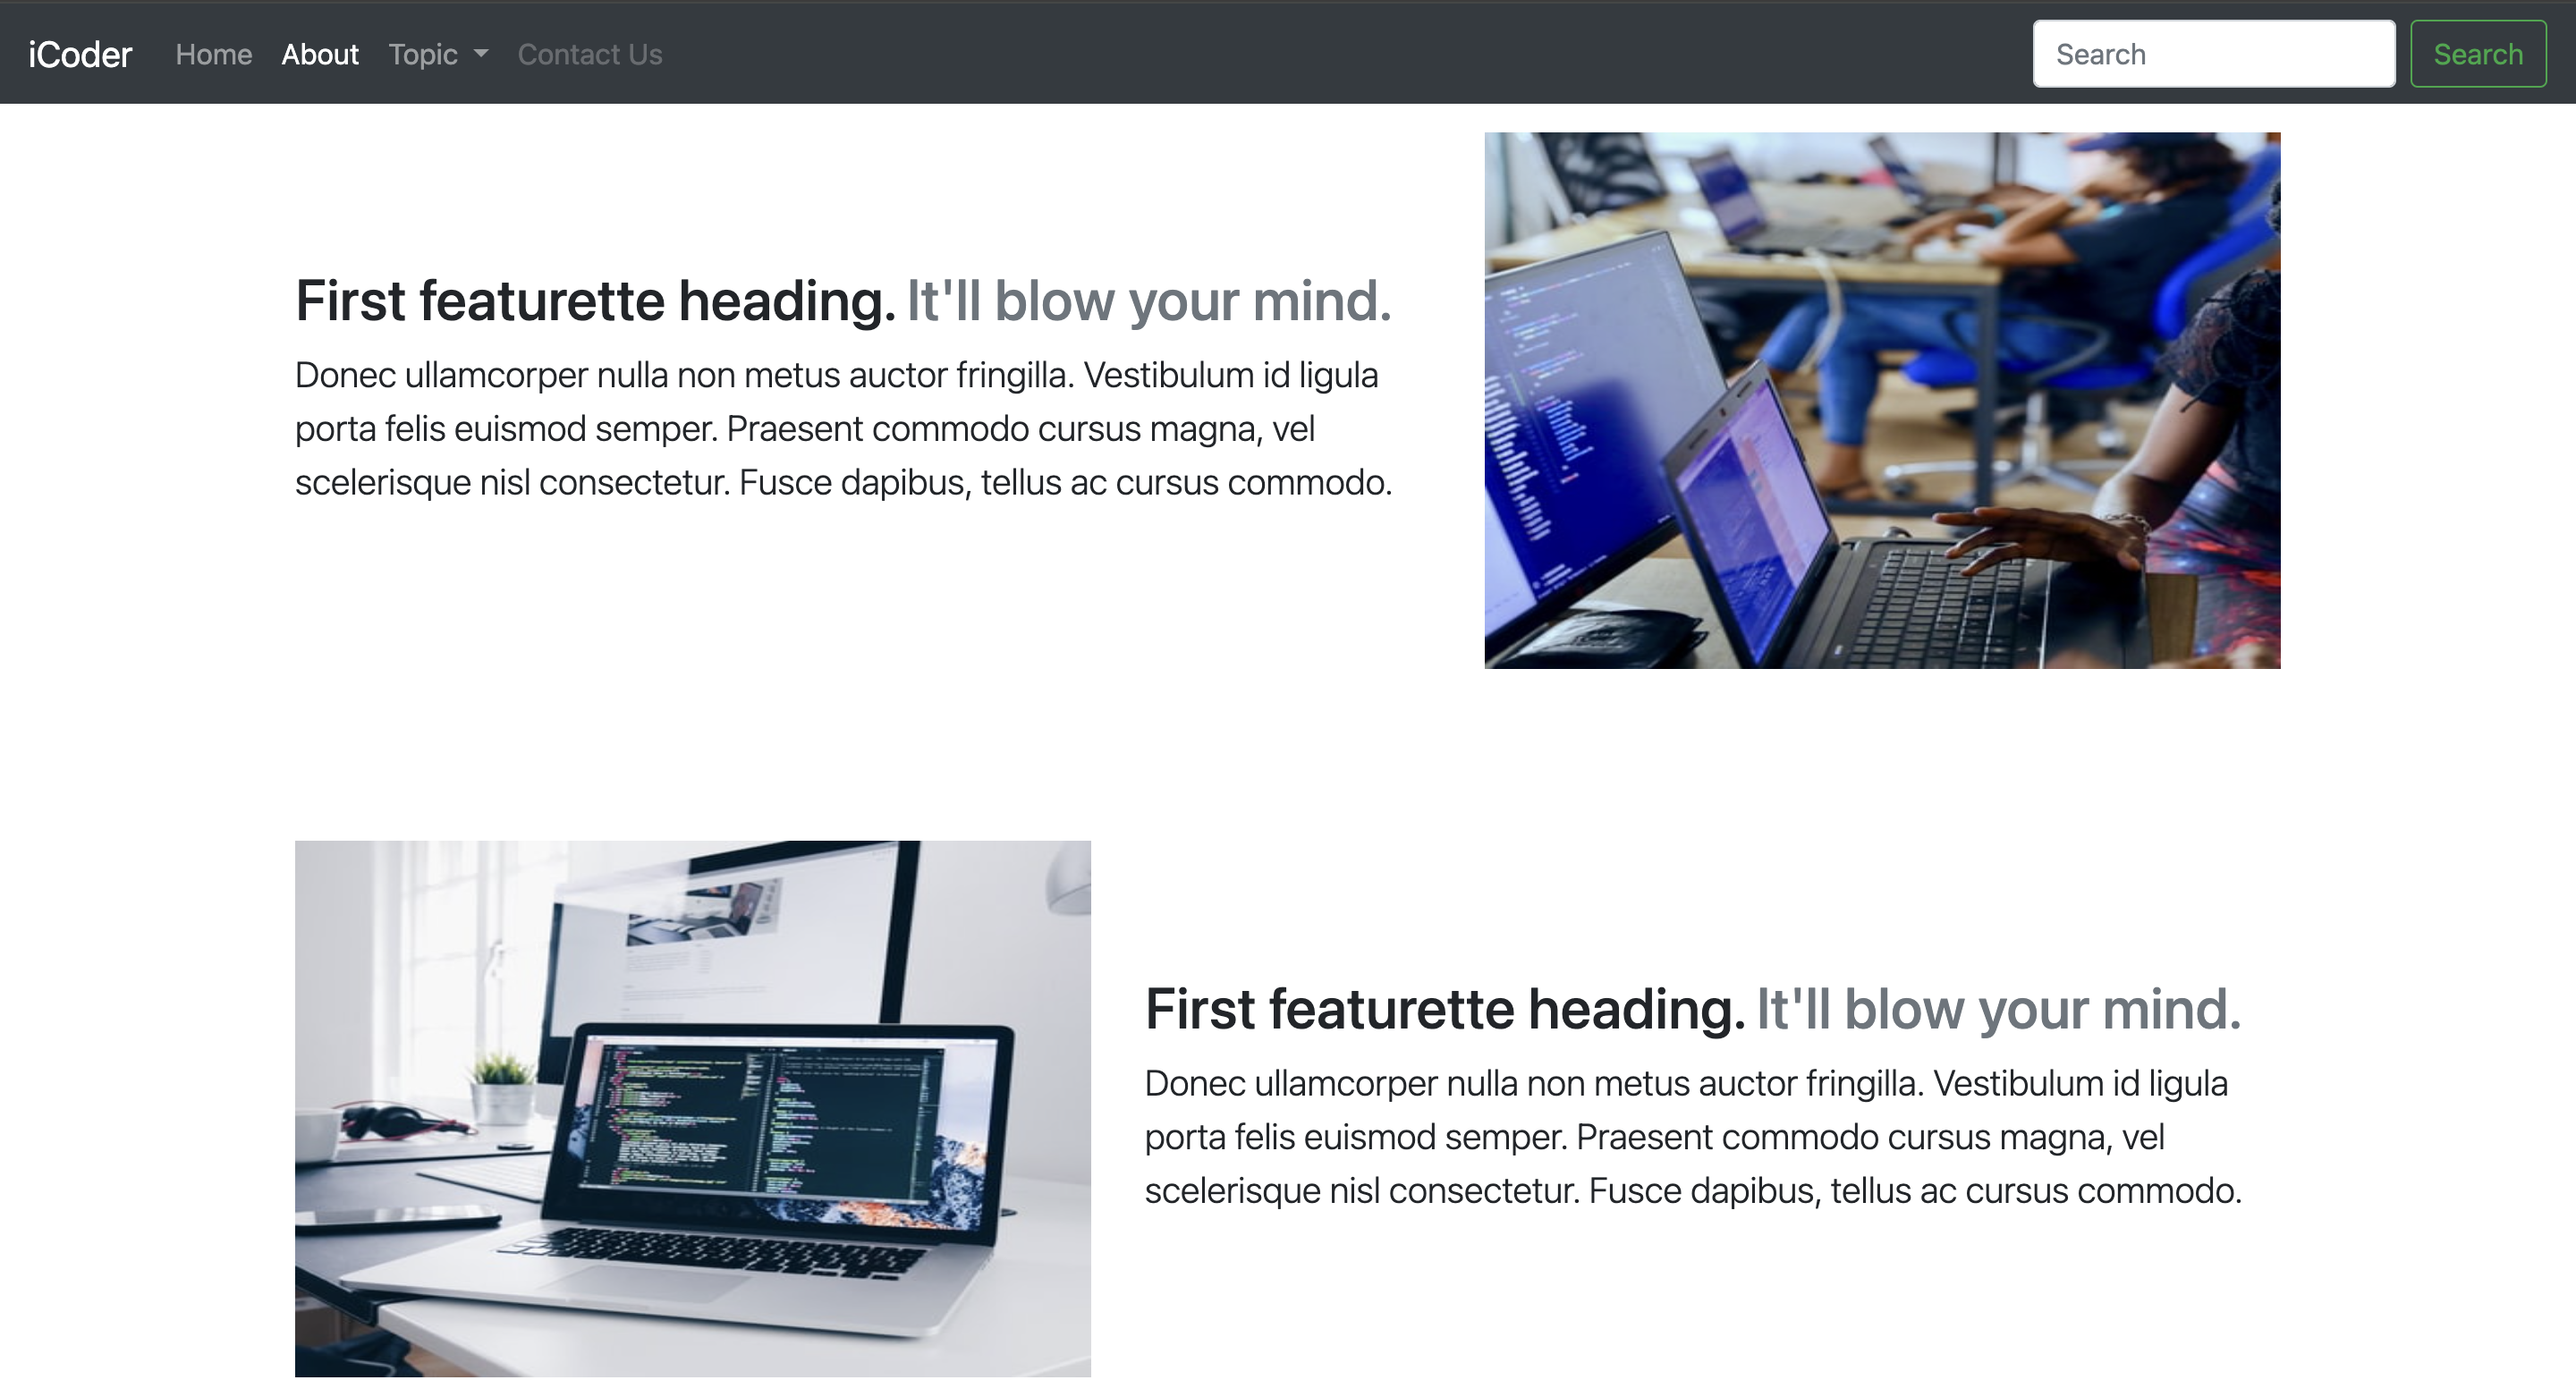 iCoder Home About Topic Contact Us Search Search
First featurette heading. It'll blow your mind.
Donec ullamcorper nulla non metus auctor fringilla. Vestibulum id ligula
porta felis euismod semper. Praesent commodo cursus magna, vel
scelerisque nisl consectetur. Fusce dapibus, tellus ac cursus commodo.
First featurette heading. It'll blow your mind.
Donec ullamcorper nulla non metus auctor fringilla. Vestibulum id ligula
porta felis euismod semper. Praesent commodo cursus magna, vel
scelerisque nisl consectetur. Fusce dapibus, tellus ac cursus commodo.